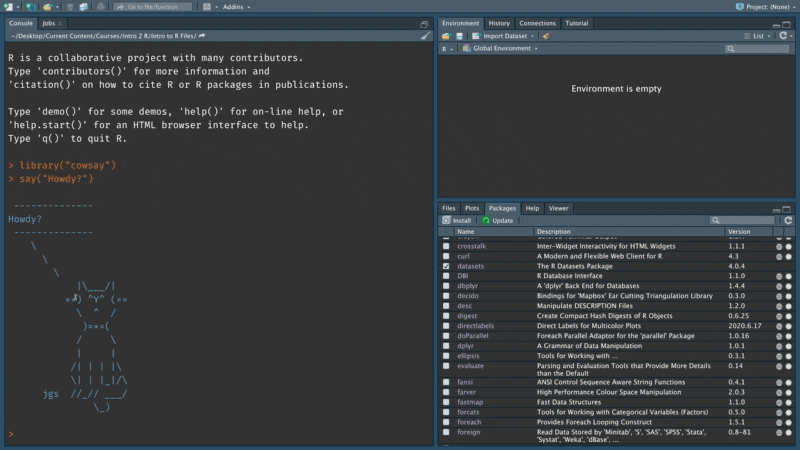 Go to file/function
Addins
Project: (None)
Console
Jobs
~/Desktop/Current Content/Courses/Intro 2 R/Intro to R Files/
R is a collaborative project with many contributors.
Type 'contributors()' for more information and
'citation()' on how to cite R or R packages in publications.
Type 'demo()' for some demos, 'help()' for on-line help, or
'help.start()' for an HTML browser interface to help.
Type 'q()' to quit R.
> library("cowsay")
> say("Howdy?")
--------------
Howdy?
--------------
jgs
>
Environment
History
Connections
Tutorial
Import Dataset
List
R
Global Environment
Environment is empty
Files
Plots
Packages
Help
Viewer
Install
Update
Name Description Version
crosstalk Inter-Widget Interactivity for HTML Widgets 1.1.1
curl A Modern and Flexible Web Client for R 4.3
datasets The R Datasets Package 4.0.4
DBI R Database Interface 1.1.0
dbplyr A 'dplyr' Back End for Databases 1.4.4
decido Bindings for 'Mapbox' Ear Cutting Triangulation Library 0.3.0
desc Manipulate DESCRIPTION Files 1.2.0
digest Create Compact Hash Digests of R Objects 0.6.25
directlabels Direct Labels for Multicolor Plots 2020.6.17
doParallel Foreach Parallel Adaptor for the 'parallel' Package 1.0.16
dplyr A Grammar of Data Manipulation 1.0.1
ellipsis Tools for Working with ... 0.3.1
evaluate Parsing and Evaluation Tools that Provide More Details 0.14
than the Default
fansi ANSI Control Sequence Aware String Functions 0.4.1
farver High Performance Colour Space Manipulation 2.0.3
fastmap Fast Data Structures 1.1.0
forcats Tools for Working with Categorical Variables (Factors) 0.5.0
foreach Provides Foreach Looping Construct 1.5.1
foreign Read Data Stored by 'Minitab', 'S', 'SAS', 'SPSS', 'Stata', 0.8-81
'Systat', 'Weka', 'dBase', ...